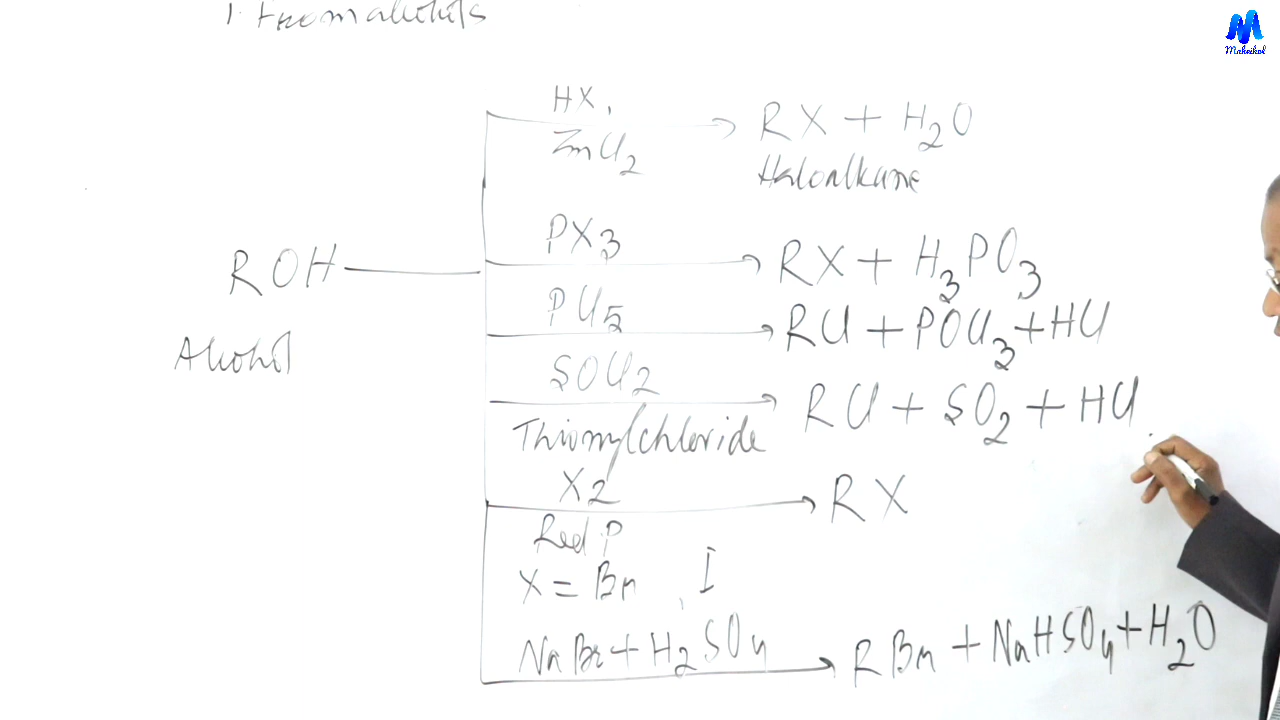 1. From alcohols
HX,
ZnCl2
RX + H2O
Haloalkane
PX3
RX + H3PO3
ROH
PCl5
RCl + POCl3 + HCl
Alcohol
SOCl2
RCl + SO2 + HCl
Thionylchloride
X2
RX
Red P
X = Br, I
NaBr + H2SO4
RBr + NaHSO4 + H2O